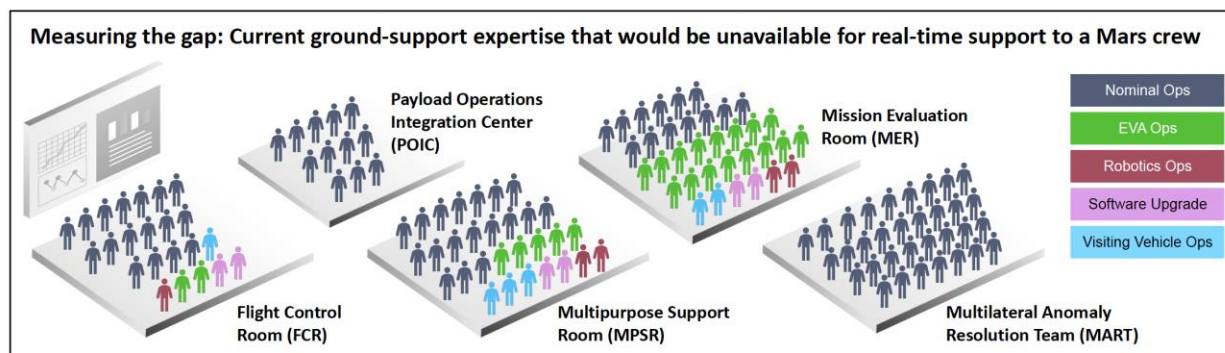 Measuring the gap: Current ground-support expertise that would be unavailable for real-time support to a Mars crew
Payload Operations
Integration Center
(POIC)
Mission Evaluation
Room (MER)
Nominal Ops
EVA Ops
Robotics Ops
Software Upgrade
Visiting Vehicle Ops
Flight Control
Room (FCR)
Multipurpose Support
Room (MPSR)
Multilateral Anomaly
Resolution Team (MART)